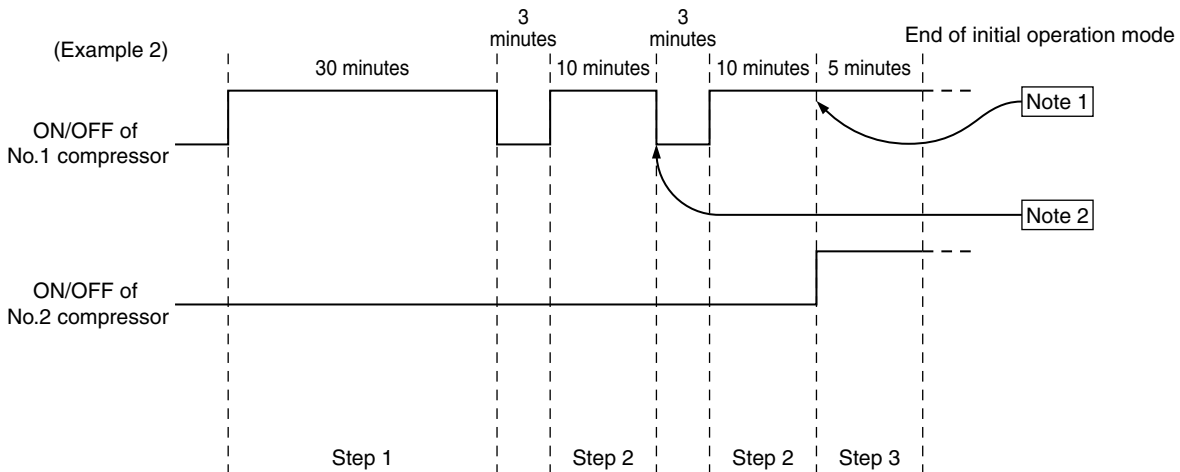 (Example 2)
3
minutes
3
minutes
End of initial operation mode
30 minutes
10 minutes
10 minutes
5 minutes
Note 1
ON/OFF of
No.1 compressor
Note 2
ON/OFF of
No.2 compressor
Step 1
Step 2
Step 2
Step 3